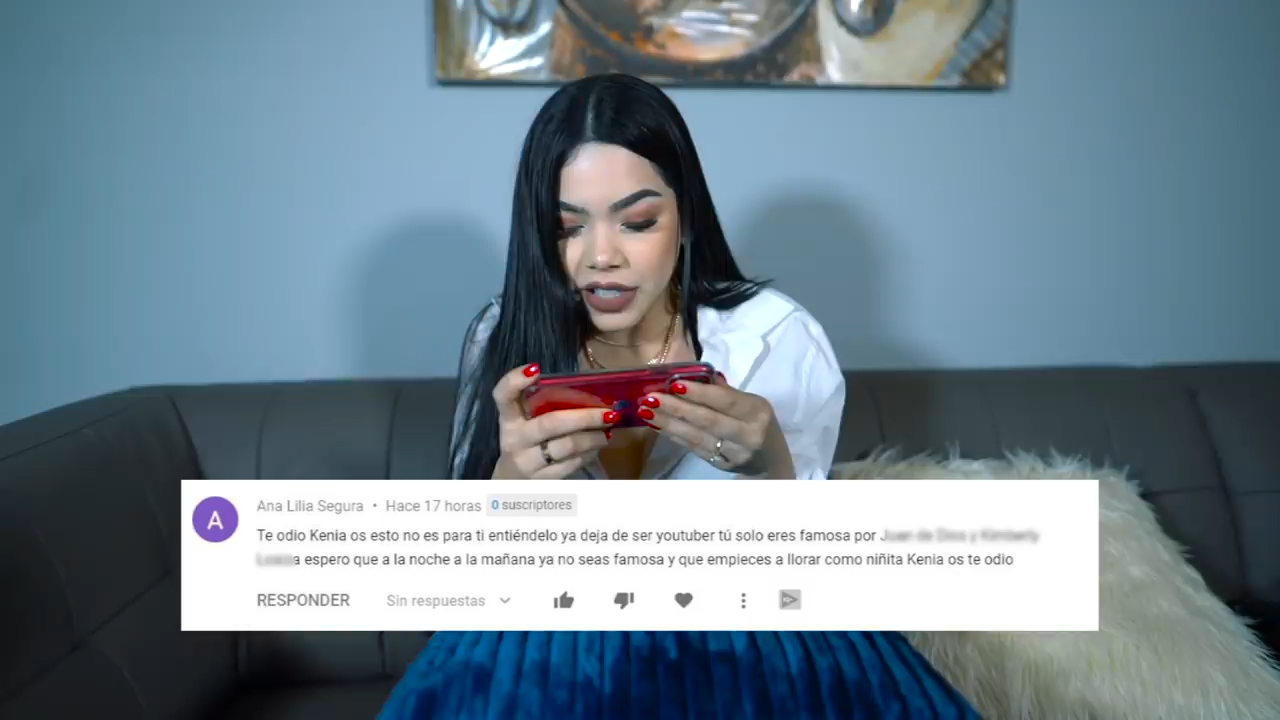 A
Ana Lilia Segura • Hace 17 horas 0 suscriptores
Te odio Kenia os esto no es para ti entiéndelo ya deja de ser youtuber tú solo eres famosa por
a espero que a la noche a la mañana ya no seas famosa y que empieces a llorar como niñita Kenia os te odio
RESPONDER Sin respuestas